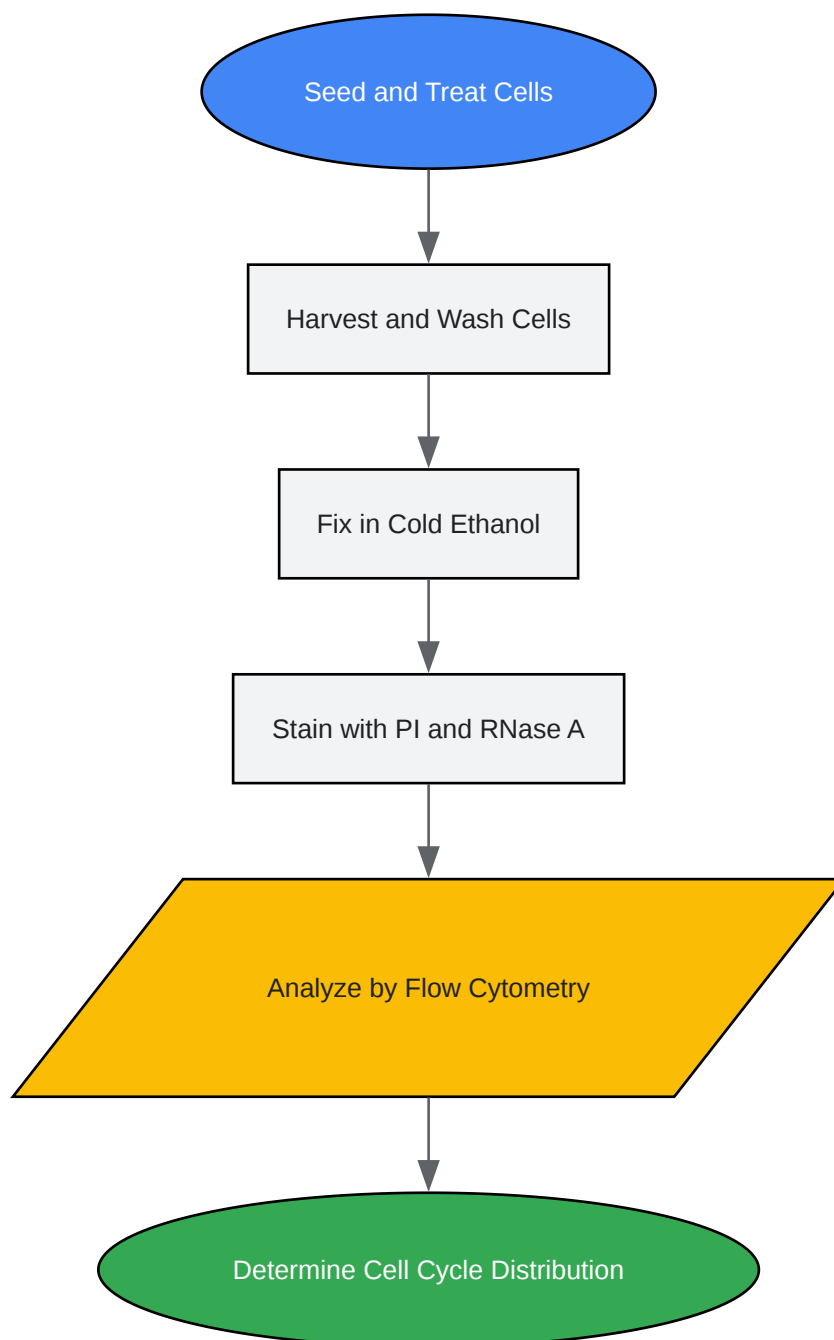 Seed and Treat Cells
Harvest and Wash Cells
Fix in Cold Ethanol
Stain with PI and RNase A
Analyze by Flow Cytometry
Determine Cell Cycle Distribution